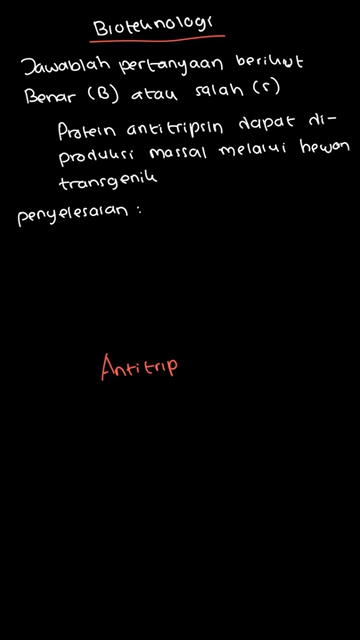 Bioteknologi
Jawablah pertanyaan berikut
Benar (B) atau salah (S)
Protein antitripsin dapat di-
produksi massal melalui hewan
transgenik
penyelesaian :
Antitrip